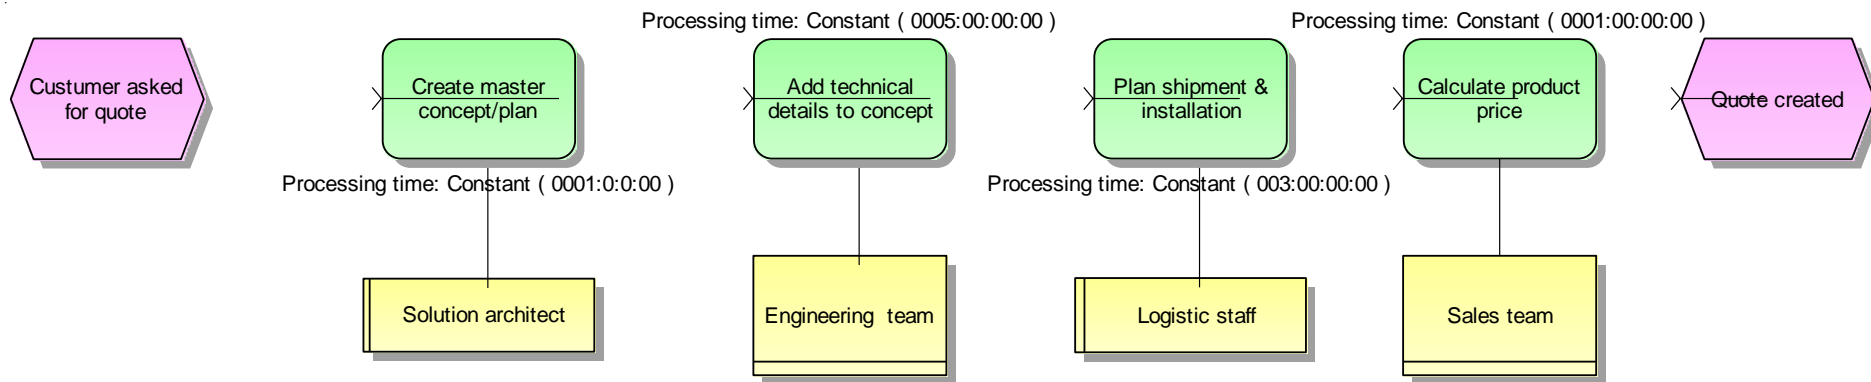 Processing time: Constant ( 0005:00:00:00 )
Processing time: Constant ( 0001:00:00:00 )
Custumer asked
for quote
Create master
concept/plan
Add technical
details to concept
Plan shipment &
installation
Calculate product
price
Quote created
Processing time: Constant ( 0001:0:0:00 )
Processing time: Constant ( 003:00:00:00 )
Solution architect
Engineering  team
Logistic staff
Sales team